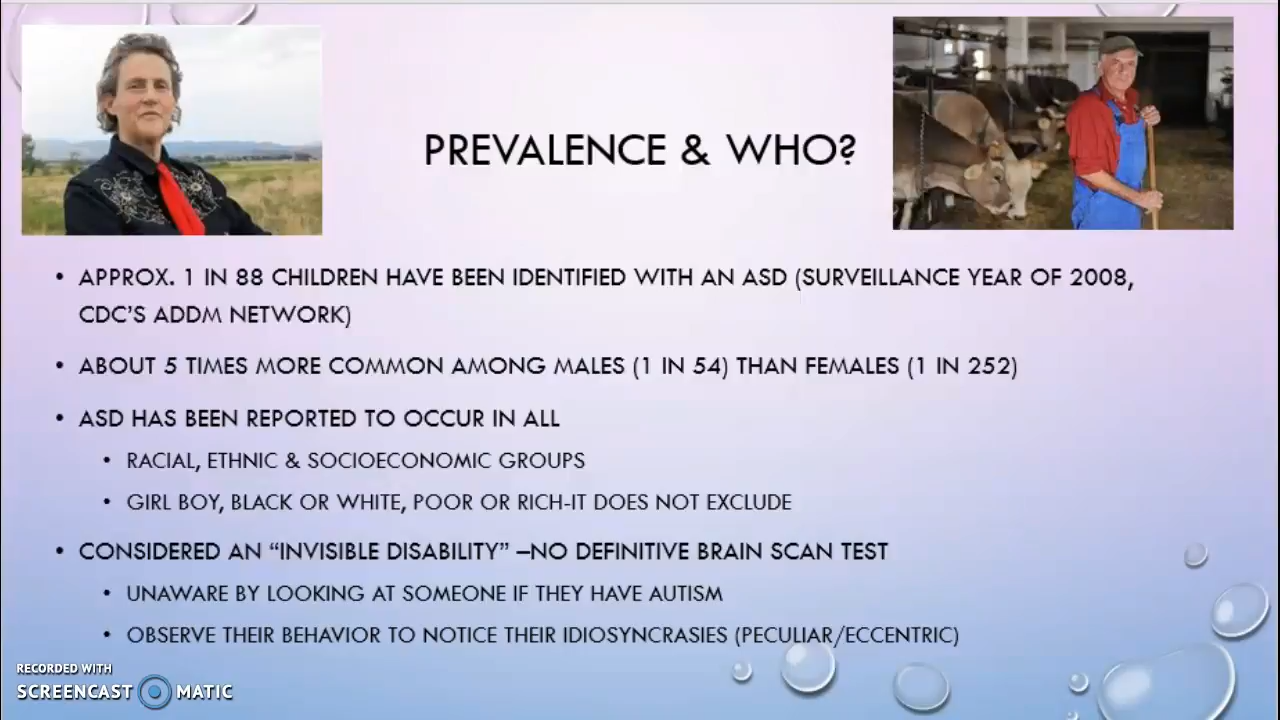 PREVALENCE & WHO?
• APPROX. 1 IN 88 CHILDREN HAVE BEEN IDENTIFIED WITH AN ASD (SURVEILLANCE YEAR OF 2008,
CDC'S ADDM NETWORK)
• ABOUT 5 TIMES MORE COMMON AMONG MALES (1 IN 54) THAN FEMALES (1 IN 252)
• ASD HAS BEEN REPORTED TO OCCUR IN ALL
• RACIAL, ETHNIC & SOCIOECONOMIC GROUPS
• GIRL BOY, BLACK OR WHITE, POOR OR RICH-IT DOES NOT EXCLUDE
• CONSIDERED AN “INVISIBLE DISABILITY” –NO DEFINITIVE BRAIN SCAN TEST
• UNAWARE BY LOOKING AT SOMEONE IF THEY HAVE AUTISM
• OBSERVE THEIR BEHAVIOR TO NOTICE THEIR IDIOSYNCRASIES (PECULIAR/ECCENTRIC)
RECORDED WITH
SCREENCAST MATIC